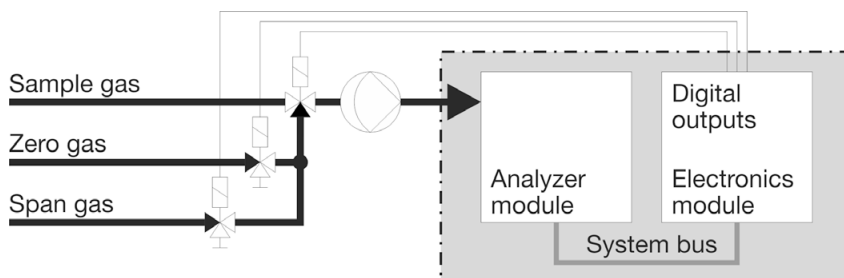 Sample gas
Zero gas
Span gas
Analyzer
module
Digital
outputs
Electronics
module
System bus